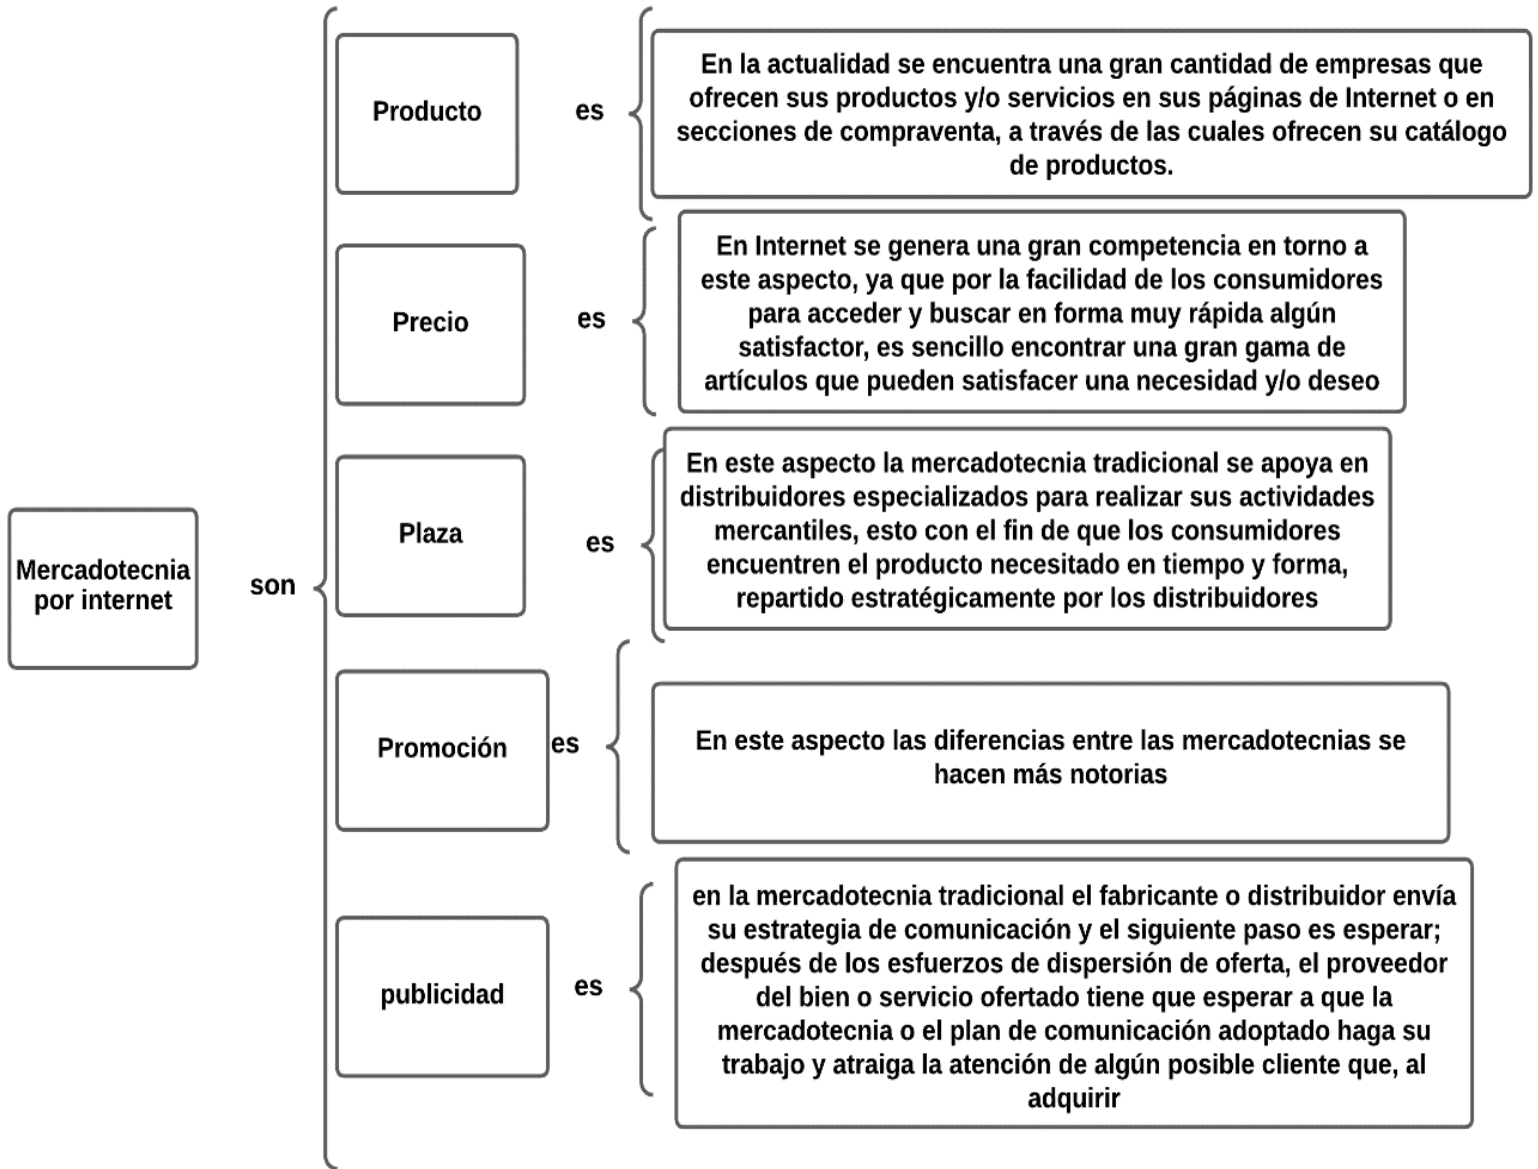 Mercadotecnia
por internet
son
Producto
es
En la actualidad se encuentra una gran cantidad de empresas que
ofrecen sus productos y/o servicios en sus páginas de Internet o en
secciones de compraventa, a través de las cuales ofrecen su catálogo
de productos.
Precio
es
En Internet se genera una gran competencia en torno a
este aspecto, ya que por la facilidad de los consumidores
para acceder y buscar en forma muy rápida algún
satisfactor, es sencillo encontrar una gran gama de
artículos que pueden satisfacer una necesidad y/o deseo
Plaza
es
En este aspecto la mercadotecnia tradicional se apoya en
distribuidores especializados para realizar sus actividades
mercantiles, esto con el fin de que los consumidores
encuentren el producto necesitado en tiempo y forma,
repartido estratégicamente por los distribuidores
Promoción
es
En este aspecto las diferencias entre las mercadotecnias se
hacen más notorias
publicidad
es
en la mercadotecnia tradicional el fabricante o distribuidor envía
su estrategia de comunicación y el siguiente paso es esperar;
después de los esfuerzos de dispersión de oferta, el proveedor
del bien o servicio ofertado tiene que esperar a que la
mercadotecnia o el plan de comunicación adoptado haga su
trabajo y atraiga la atención de algún posible cliente que, al
adquirir